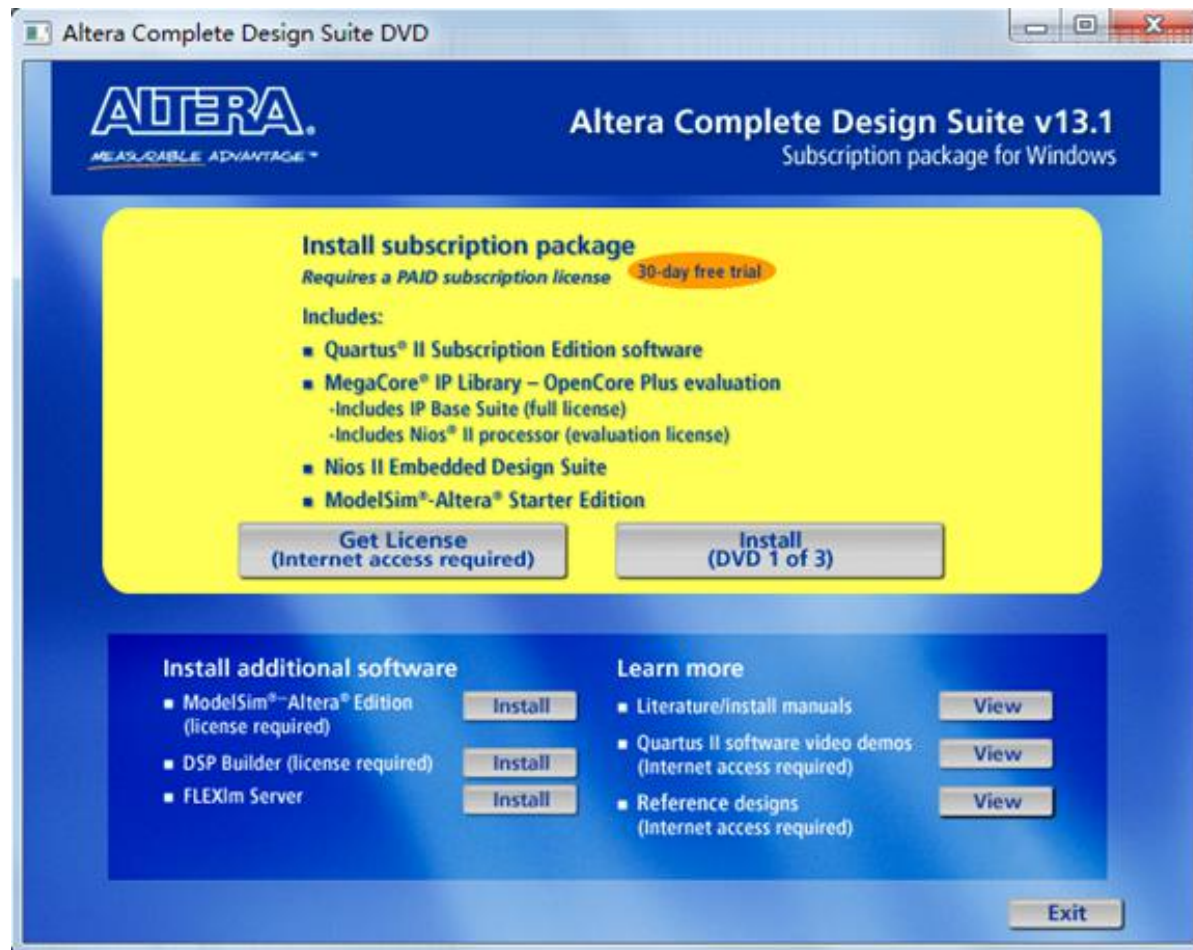 Altera Complete Design Suite DVD
ALTERA.
MEASURABLE ADVANTAGE™
Altera Complete Design Suite v13.1
Subscription package for Windows
Install subscription package
Requires a PAID subscription license
30-day free trial
Includes:
▪ Quartus® II Subscription Edition software
▪ MegaCore® IP Library – OpenCore Plus evaluation
-Includes IP Base Suite (full license)
-Includes Nios® II processor (evaluation license)
▪ Nios II Embedded Design Suite
▪ ModelSim®-Altera® Starter Edition
Get License
(Internet access required)
Install
(DVD 1 of 3)
Install additional software
▪ ModelSim®–Altera® Edition
(license required)
Install
▪ DSP Builder (license required)
Install
▪ FLEXlm Server
Install
Learn more
▪ Literature/install manuals
View
▪ Quartus II software video demos
(Internet access required)
View
▪ Reference designs
(Internet access required)
View
Exit